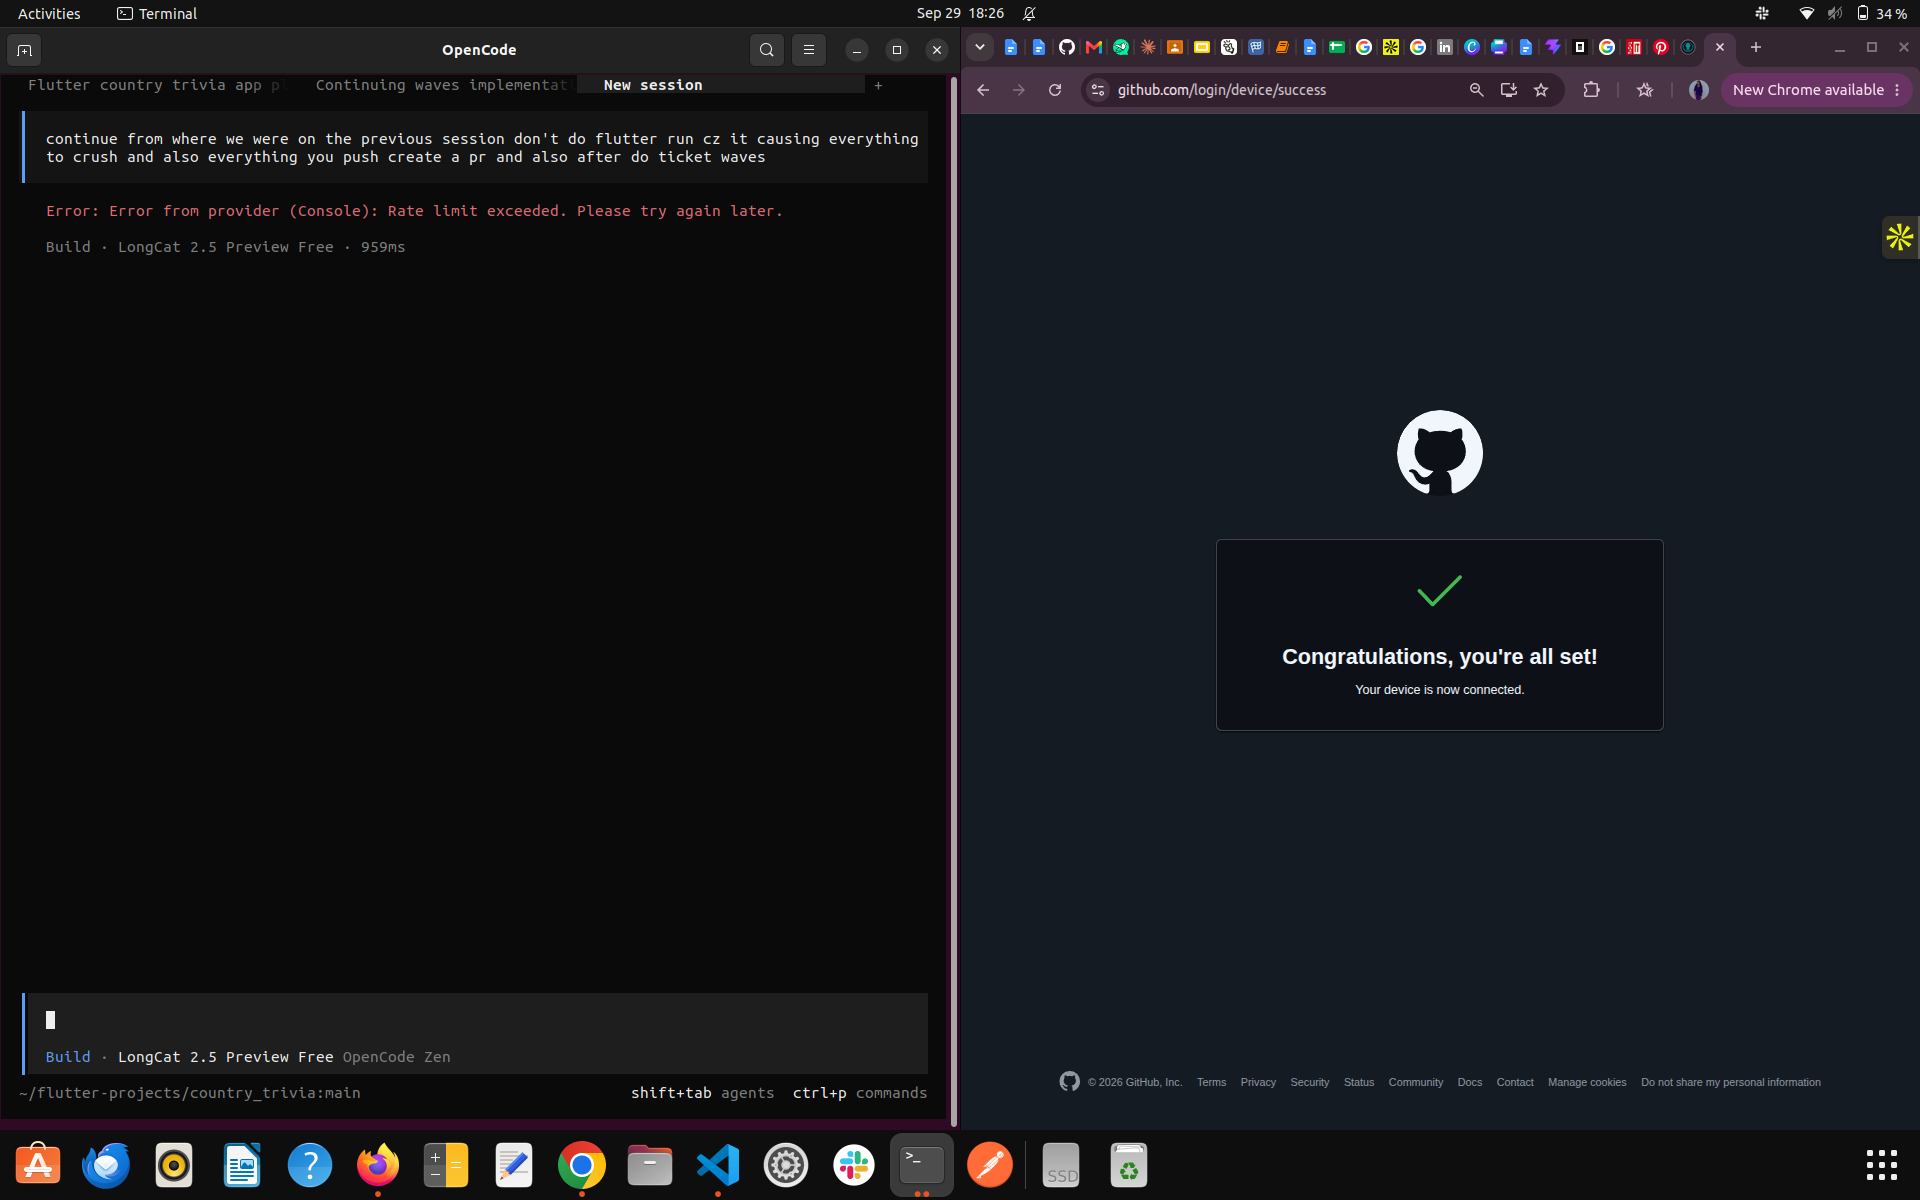 Activities
Terminal
Sep 29 18:26
34 %
OpenCode
Flutter country trivia app
Continuing waves implementat
New session
+
continue from where we were on the previous session don't do flutter run cz it causing everything
to crush and also everything you push create a pr and also after do ticket waves
Error: Error from provider (Console): Rate limit exceeded. Please try again later.
Build · LongCat 2.5 Preview Free · 959ms
Build · LongCat 2.5 Preview Free OpenCode Zen
~/flutter-projects/country_trivia:main
shift+tab agents ctrl+p commands
github.com/login/device/success
New Chrome available
Congratulations, you're all set!
Your device is now connected.
© 2026 GitHub, Inc. Terms Privacy Security Status Community Docs Contact Manage cookies Do not share my personal information
SSD